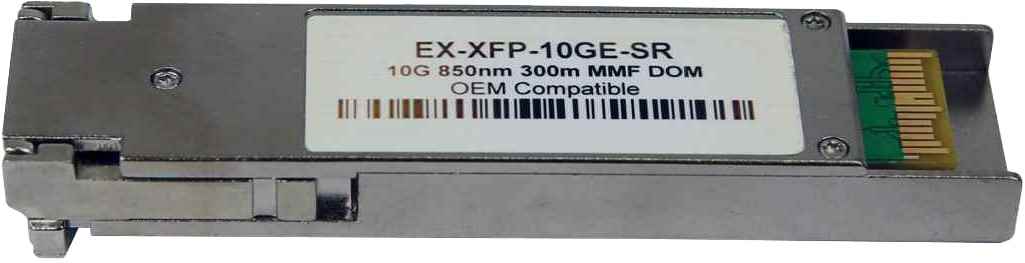 EX-XFP-10GE-SR
10G 850nm 300m MMF DOM
OEM Compatible